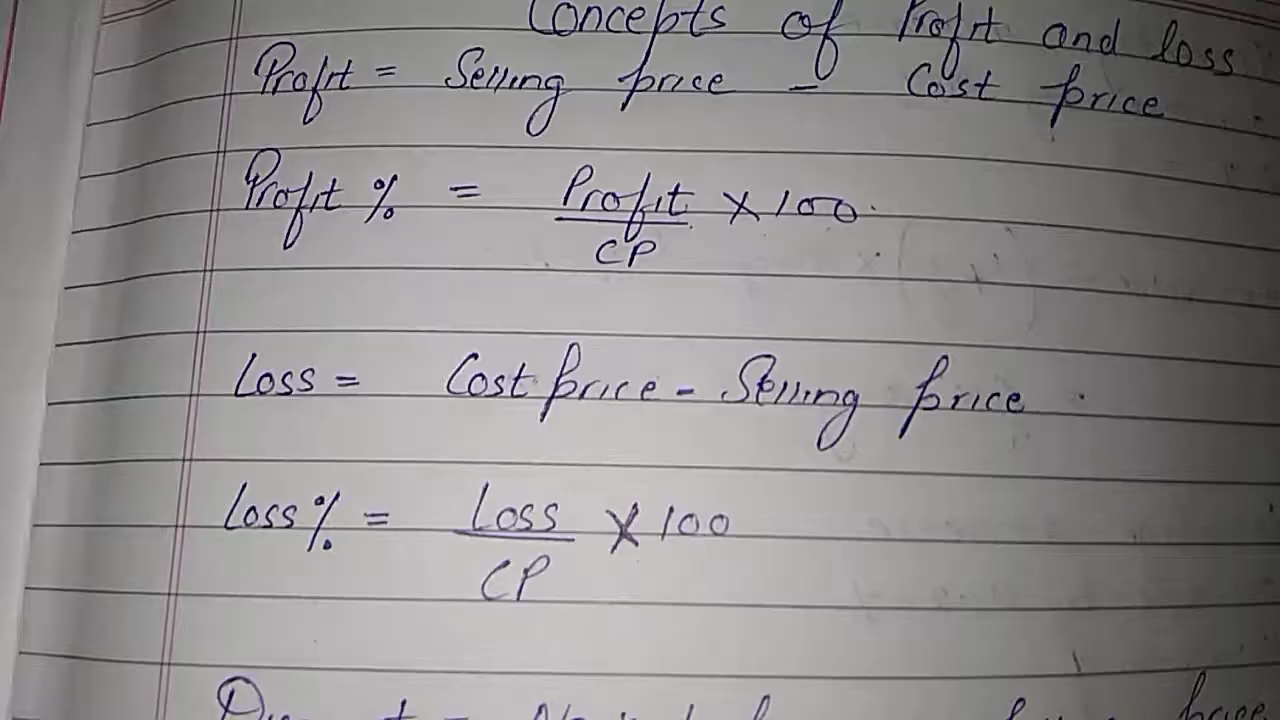 Concepts of Profit and loss
Profit = Selling price - Cost price
Profit % = Profit / CP × 100
Loss = Cost price - Selling price
Loss % = Loss / CP × 100